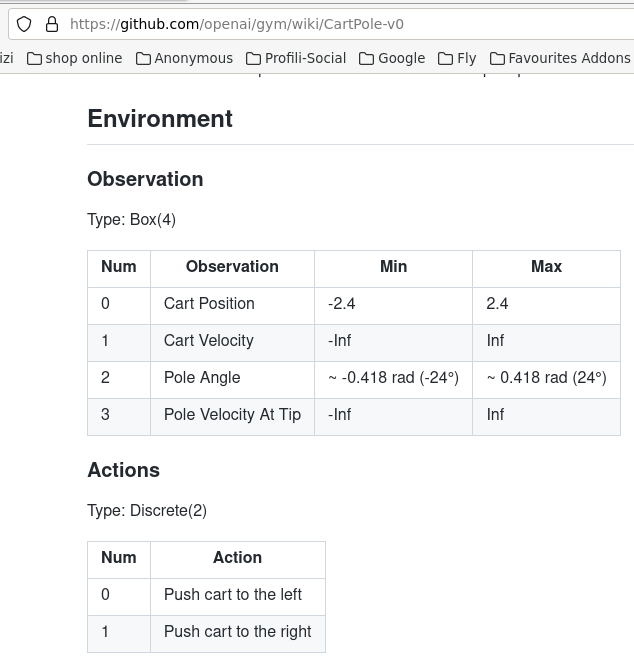 https://github.com/openai/gym/wiki/CartPole-v0
izi shop online Anonymous Profili-Social Google Fly Favourites Addons
Environment
Observation
Type: Box(4)
Num Observation Min Max
0 Cart Position -2.4 2.4
1 Cart Velocity -Inf Inf
2 Pole Angle ~ -0.418 rad (-24°) ~ 0.418 rad (24°)
3 Pole Velocity At Tip -Inf Inf
Actions
Type: Discrete(2)
Num Action
0 Push cart to the left
1 Push cart to the right